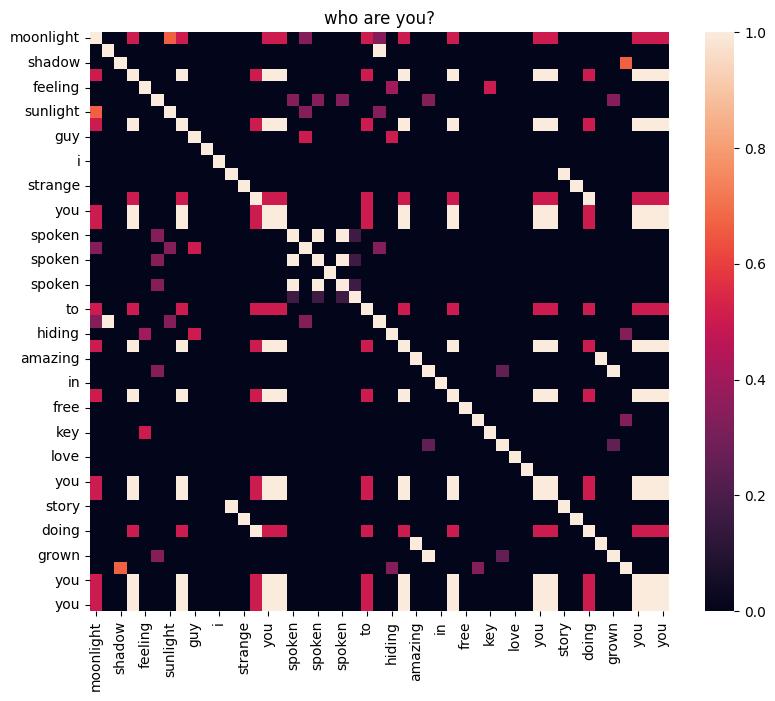 who are you?
moonlight
shadow
feeling
sunlight
guy
i
strange
you
spoken
spoken
spoken
to
hiding
amazing
in
free
key
love
you
story
doing
grown
you
you
1.0
0.8
0.6
0.4
0.2
0.0
moonlight
shadow
feeling
sunlight
guy
i
strange
you
spoken
spoken
spoken
to
hiding
amazing
in
free
key
love
you
story
doing
grown
you
you